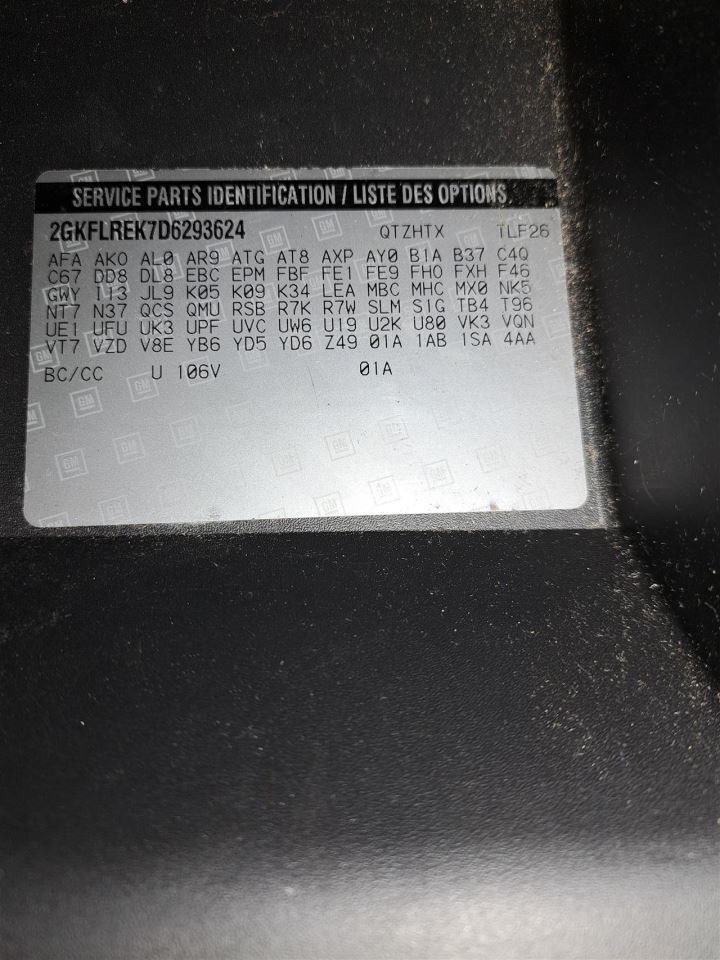 SERVICE PARTS IDENTIFICATION / LISTE DES OPTIONS
2GKFLREK7D6293624 QTZHTX TLF26
AFA AK0 AL0 AR9 ATG AT8 AXP AY0 B1A B37 C4Q
C67 DD8 DL8 EBC EPM FBF FE1 FE9 FHO FXH F46
GWY I13 JL9 K05 K09 K34 LEA MBC MHC MX0 NK5
NT7 N37 QCS QMU RSB R7K R7W SLM S1G TB4 T96
UE1 UFU UK3 UPF UVC UW6 U19 U2K U80 VK3 VQN
VT7 VZD V8E YB6 YD5 YD6 Z49 01A 1AB 1SA 4AA
BC/CC U 106V 01A